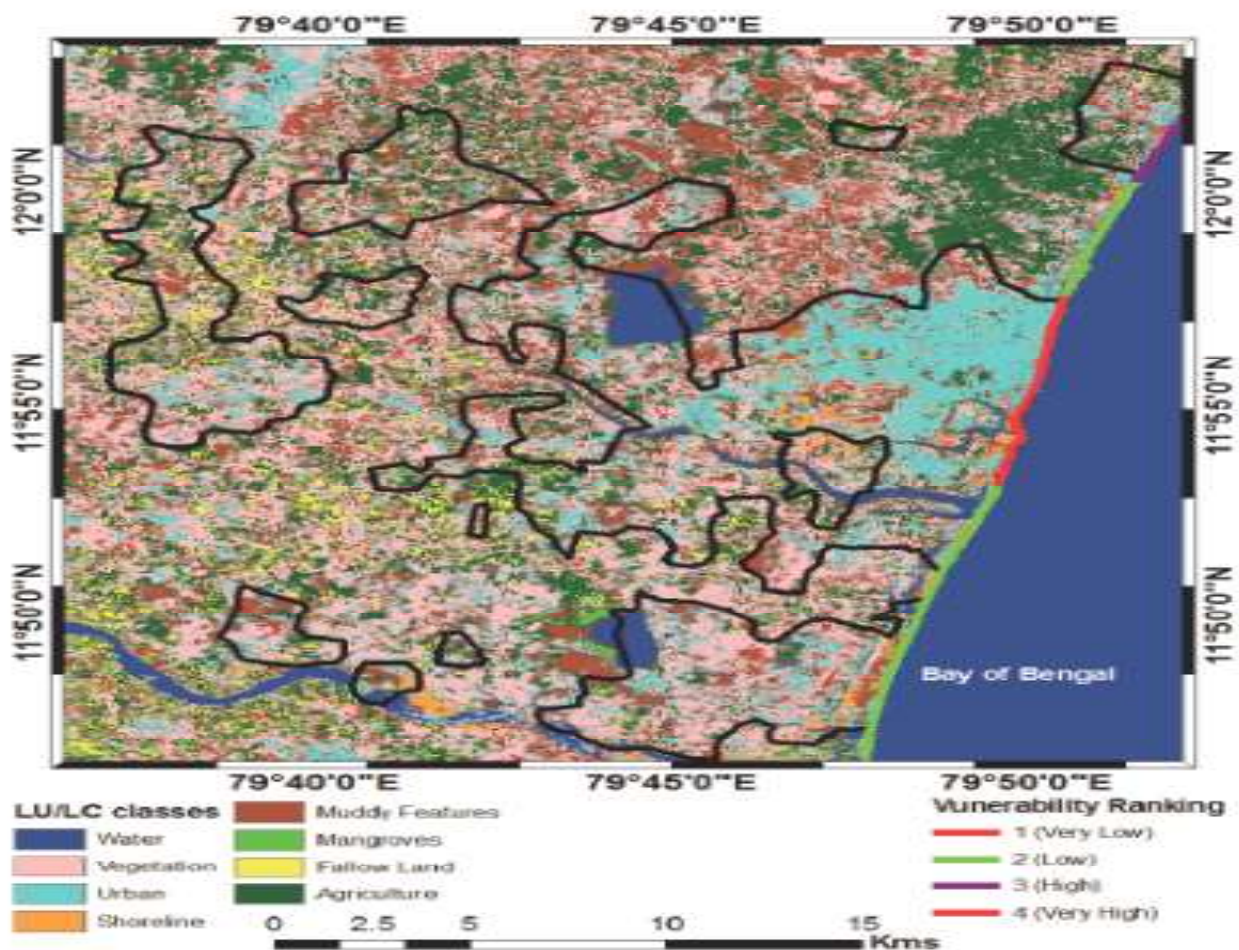 79°40'0"E 79°45'0"E 79°50'0"E
12°0'0"N
12°0'0"N
11°55'0"N
11°55'0"N
11°50'0"N
11°50'0"N
Bay of Bengal
79°40'0"E 79°45'0"E 79°50'0"E
LU/LC classes
Water
Vegetation
Urban
Shoreline
Muddy Features
Mangroves
Fallow Land
Agriculture
Vunerability Ranking
1 (Very Low)
2 (Low)
3 (High)
4 (Very High)
0 2.5 5 10 15
Kms